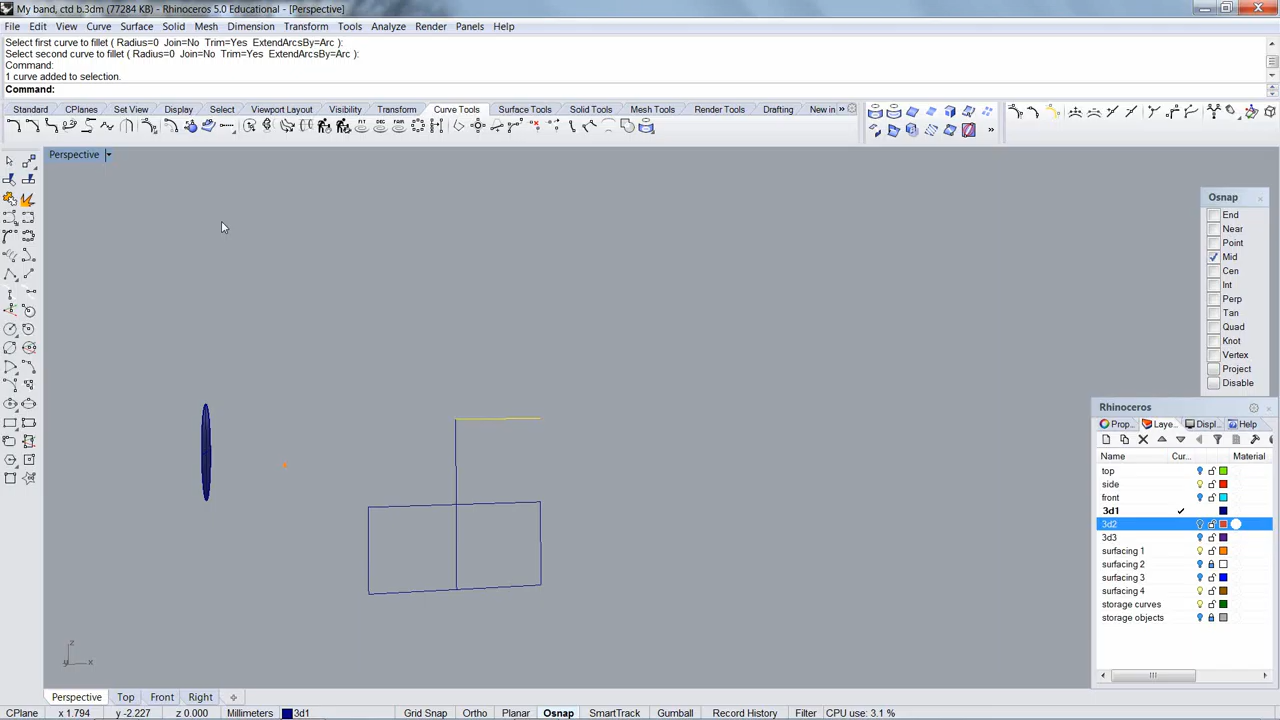 My band, ctd b.3dm (77284 KB) - Rhinoceros 5.0 Educational - [Perspective]
File Edit View Curve Surface Solid Mesh Dimension Transform Tools Analyze Render Panels Help
Select first curve to fillet ( Radius=0 Join=No Trim=Yes ExtendArcsBy=Arc ):
Select second curve to fillet ( Radius=0 Join=No Trim=Yes ExtendArcsBy=Arc ):
Command:
1 curve added to selection.
Command:
Standard CPlanes Set View Display Select Viewport Layout Visibility Transform Curve Tools Surface Tools Solid Tools Mesh Tools Render Tools Drafting New in »
Perspective
Osnap
End
Near
Point
Mid
Cen
Int
Perp
Tan
Quad
Knot
Vertex
Project
Disable
Rhinoceros
Prop... Laye... Displ... Help
Name Cur... Material
top
side
front
3d1
3d2
3d3
surfacing 1
surfacing 2
surfacing 3
surfacing 4
storage curves
storage objects
z
y x
Perspective Top Front Right
CPlane x 1.794 y -2.227 z 0.000 Millimeters 3d1 Grid Snap Ortho Planar Osnap SmartTrack Gumball Record History Filter CPU use: 3.1 %